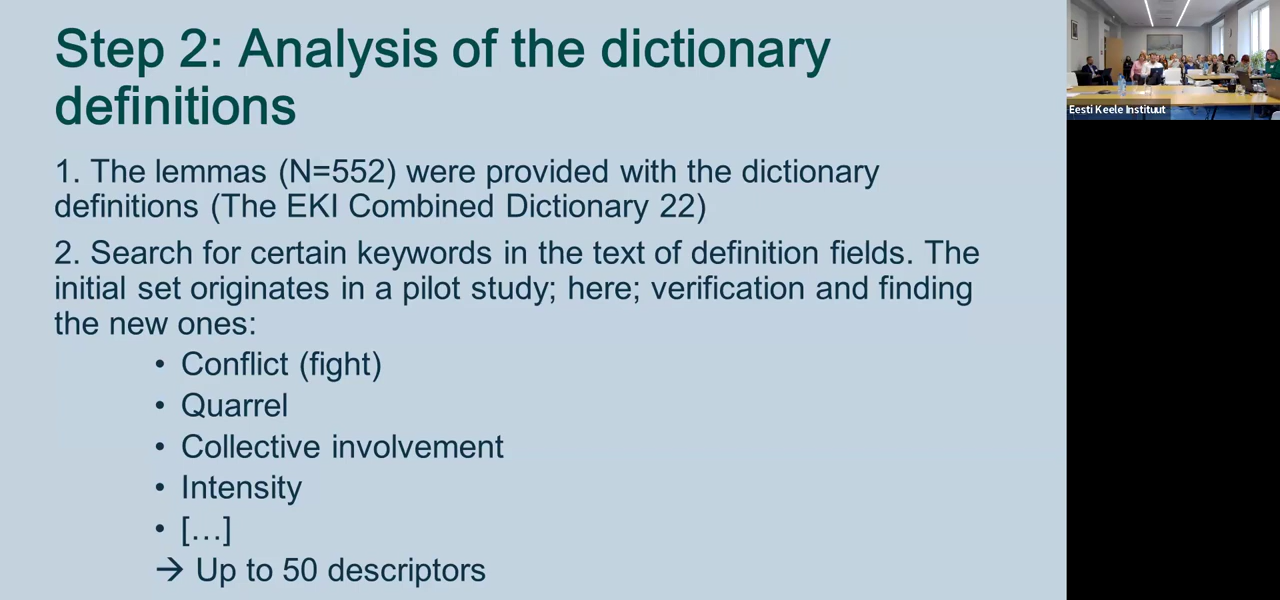 Step 2: Analysis of the dictionary
definitions
1. The lemmas (N=552) were provided with the dictionary
definitions (The EKI Combined Dictionary 22)
2. Search for certain keywords in the text of definition fields. The
initial set originates in a pilot study; here; verification and finding
the new ones:
• Conflict (fight)
• Quarrel
• Collective involvement
• Intensity
• […]
→ Up to 50 descriptors
Eesti Keele Instituut